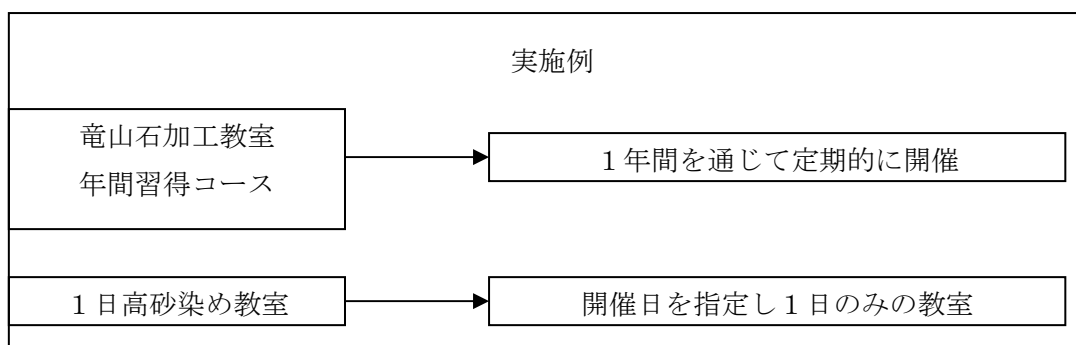 実施例
竜山石加工教室
年間習得コース
１年間を通じて定期的に開催
１日高砂染め教室
開催日を指定し１日のみの教室